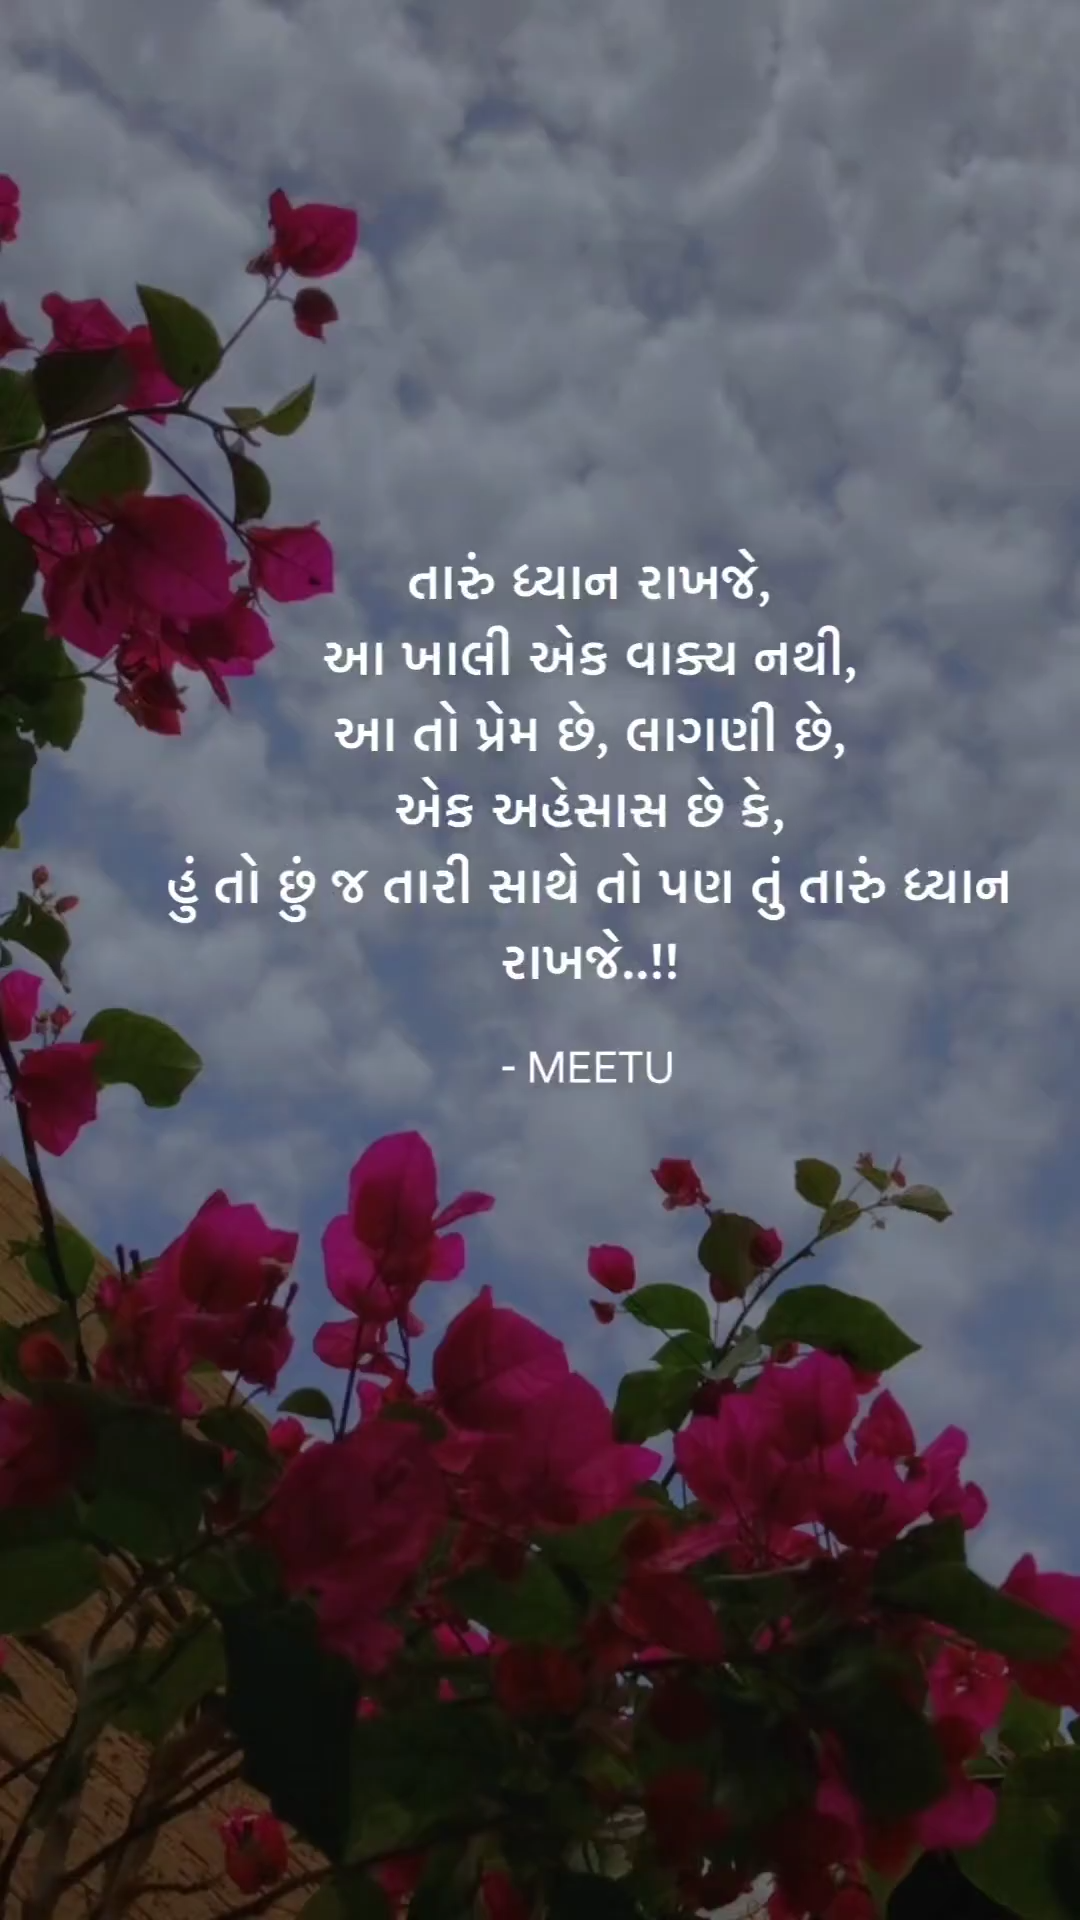 તારું ધ્યાન રાખજે,
આ ખાલી એક વાક્ય નથી,
આ તો પ્રેમ છે, લાગણી છે,
એક અહેસાસ છે કે,
હું તો છું જ તારી સાથે તો પણ તું તારું ધ્યાન
રાખજે..!!
- MEETU